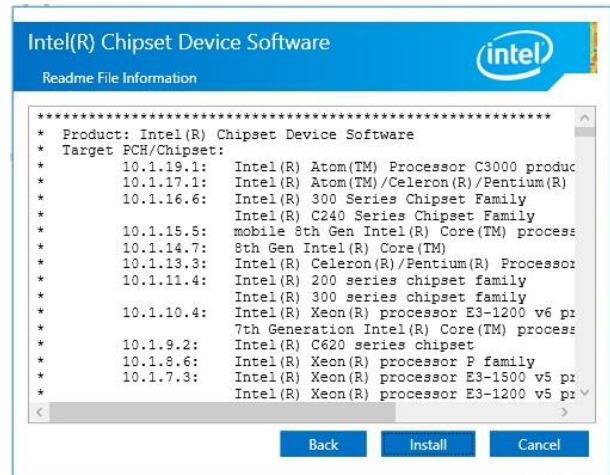 Intel(R) Chipset Device Software
intel
Readme File Information
************************************************************
* Product: Intel(R) Chipset Device Software
* Target PCH/Chipset:
* 10.1.19.1: Intel(R) Atom(TM) Processor C3000 produc
* 10.1.17.1: Intel(R) Atom(TM)/Celeron(R)/Pentium(R)
* 10.1.16.6: Intel(R) 300 Series Chipset Family
* Intel(R) C240 Series Chipset Family
* 10.1.15.5: mobile 8th Gen Intel(R) Core(TM) process
* 10.1.14.7: 8th Gen Intel(R) Core(TM)
* 10.1.13.3: Intel(R) Celeron(R)/Pentium(R) Processor
* 10.1.11.4: Intel(R) 200 series chipset family
* Intel(R) 300 series chipset family
* 10.1.10.4: Intel(R) Xeon(R) processor E3-1200 v6 pr
* 7th Generation Intel(R) Core(TM) process
* 10.1.9.2: Intel(R) C620 series chipset
* 10.1.8.6: Intel(R) Xeon(R) processor P family
* 10.1.7.3: Intel(R) Xeon(R) processor E3-1500 v5 pr
* Intel(R) Xeon(R) processor E3-1200 v5 pr
Back Install Cancel